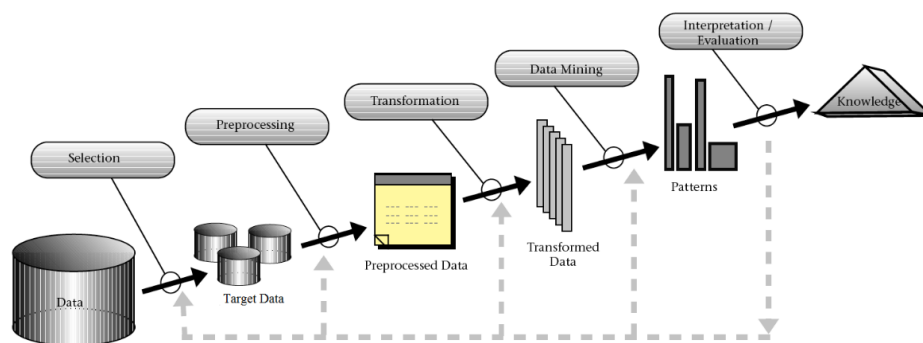 Interpretation /
Evaluation
Data Mining
Transformation
Preprocessing
Selection
Data
Target Data
Preprocessed Data
Transformed
Data
Patterns
Knowledge